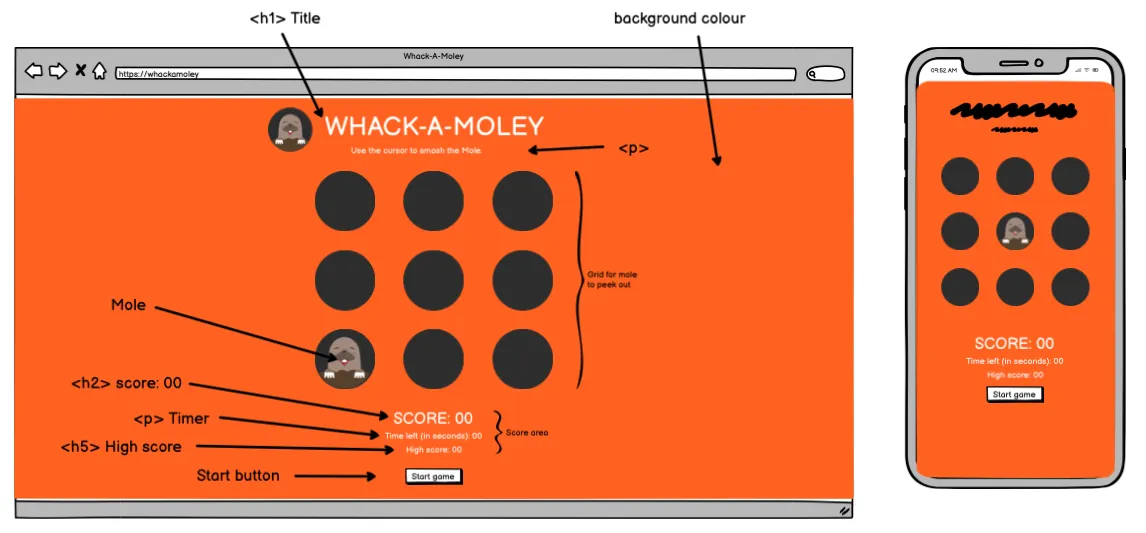 <h1> Title
background colour
Whack-A-Moley
https://whackamoley
WHACK-A-MOLEY
Use the cursor to smash the Mole.
<p>
Grid for mole
to peek out
Mole
<h2> score: 00
<p> Timer
<h5> High score
Start button
SCORE: 00
Time left (in seconds): 00
High score: 00
Score area
Start game
09:52 AM
SCORE: 00
Time left (in seconds): 00
High score: 00
Start game